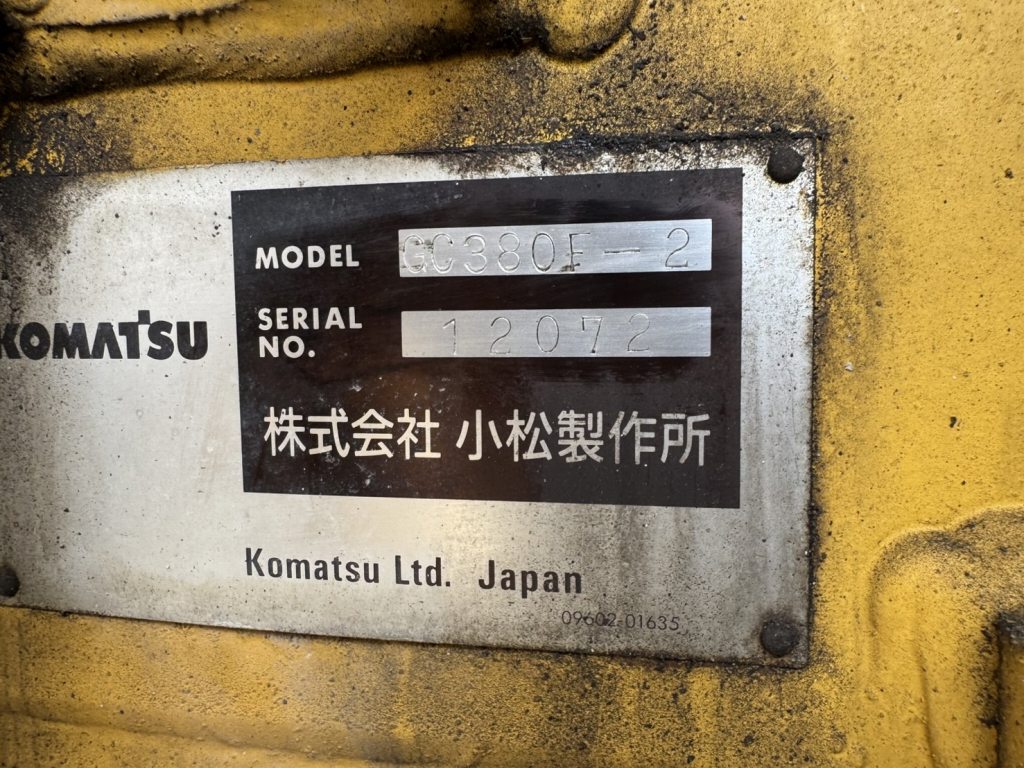 KOMATSU
MODEL GC380F-2
SERIAL NO. 12072
株式会社 小松製作所
Komatsu Ltd. Japan
09602-01635